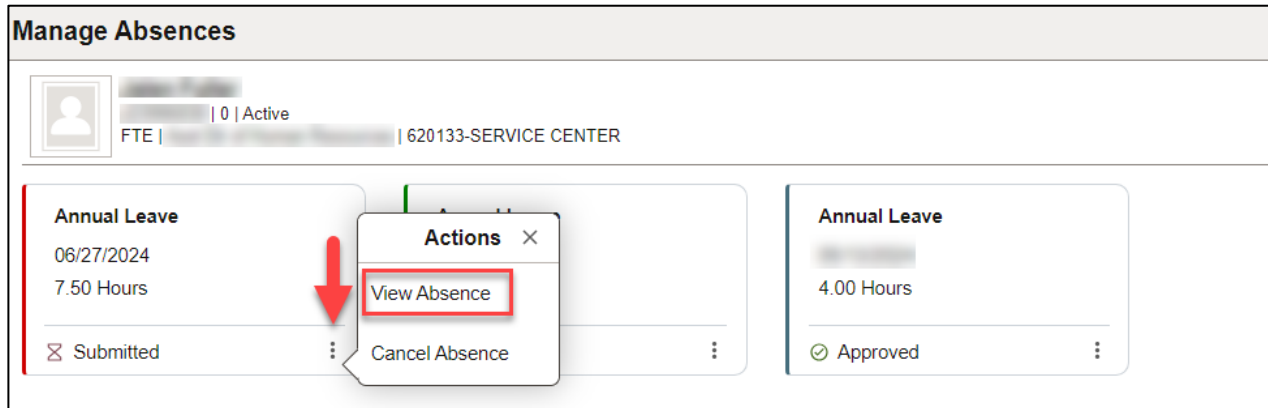 Manage Absences
| 0 | Active
FTE | | 620133-SERVICE CENTER
Annual Leave
06/27/2024
7.50 Hours
Submitted
Actions
View Absence
Cancel Absence
Annual Leave
4.00 Hours
Approved